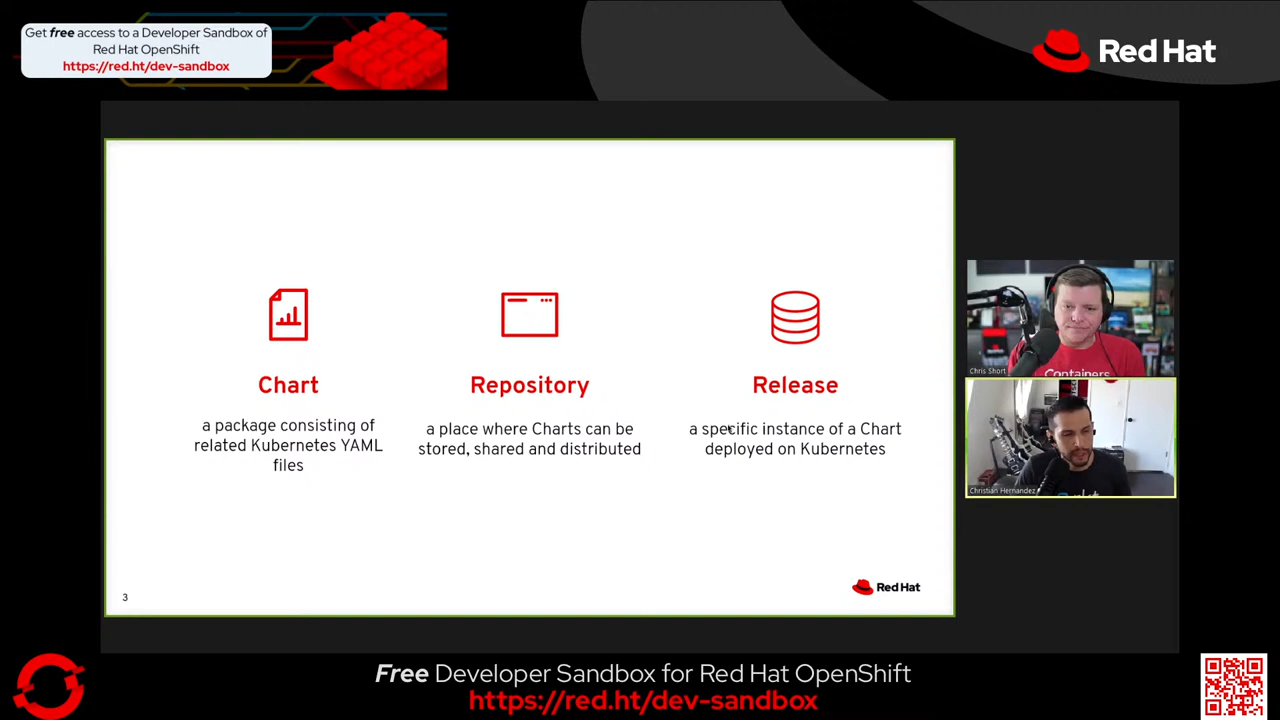 Get free access to a Developer Sandbox of
Red Hat OpenShift
https://red.ht/dev-sandbox
Red Hat
Chart
a package consisting of
related Kubernetes YAML
files
Repository
a place where Charts can be
stored, shared and distributed
Release
a specific instance of a Chart
deployed on Kubernetes
3
Red Hat
Containers
Chris Short
Christian Hernandez
Free Developer Sandbox for Red Hat OpenShift
https://red.ht/dev-sandbox